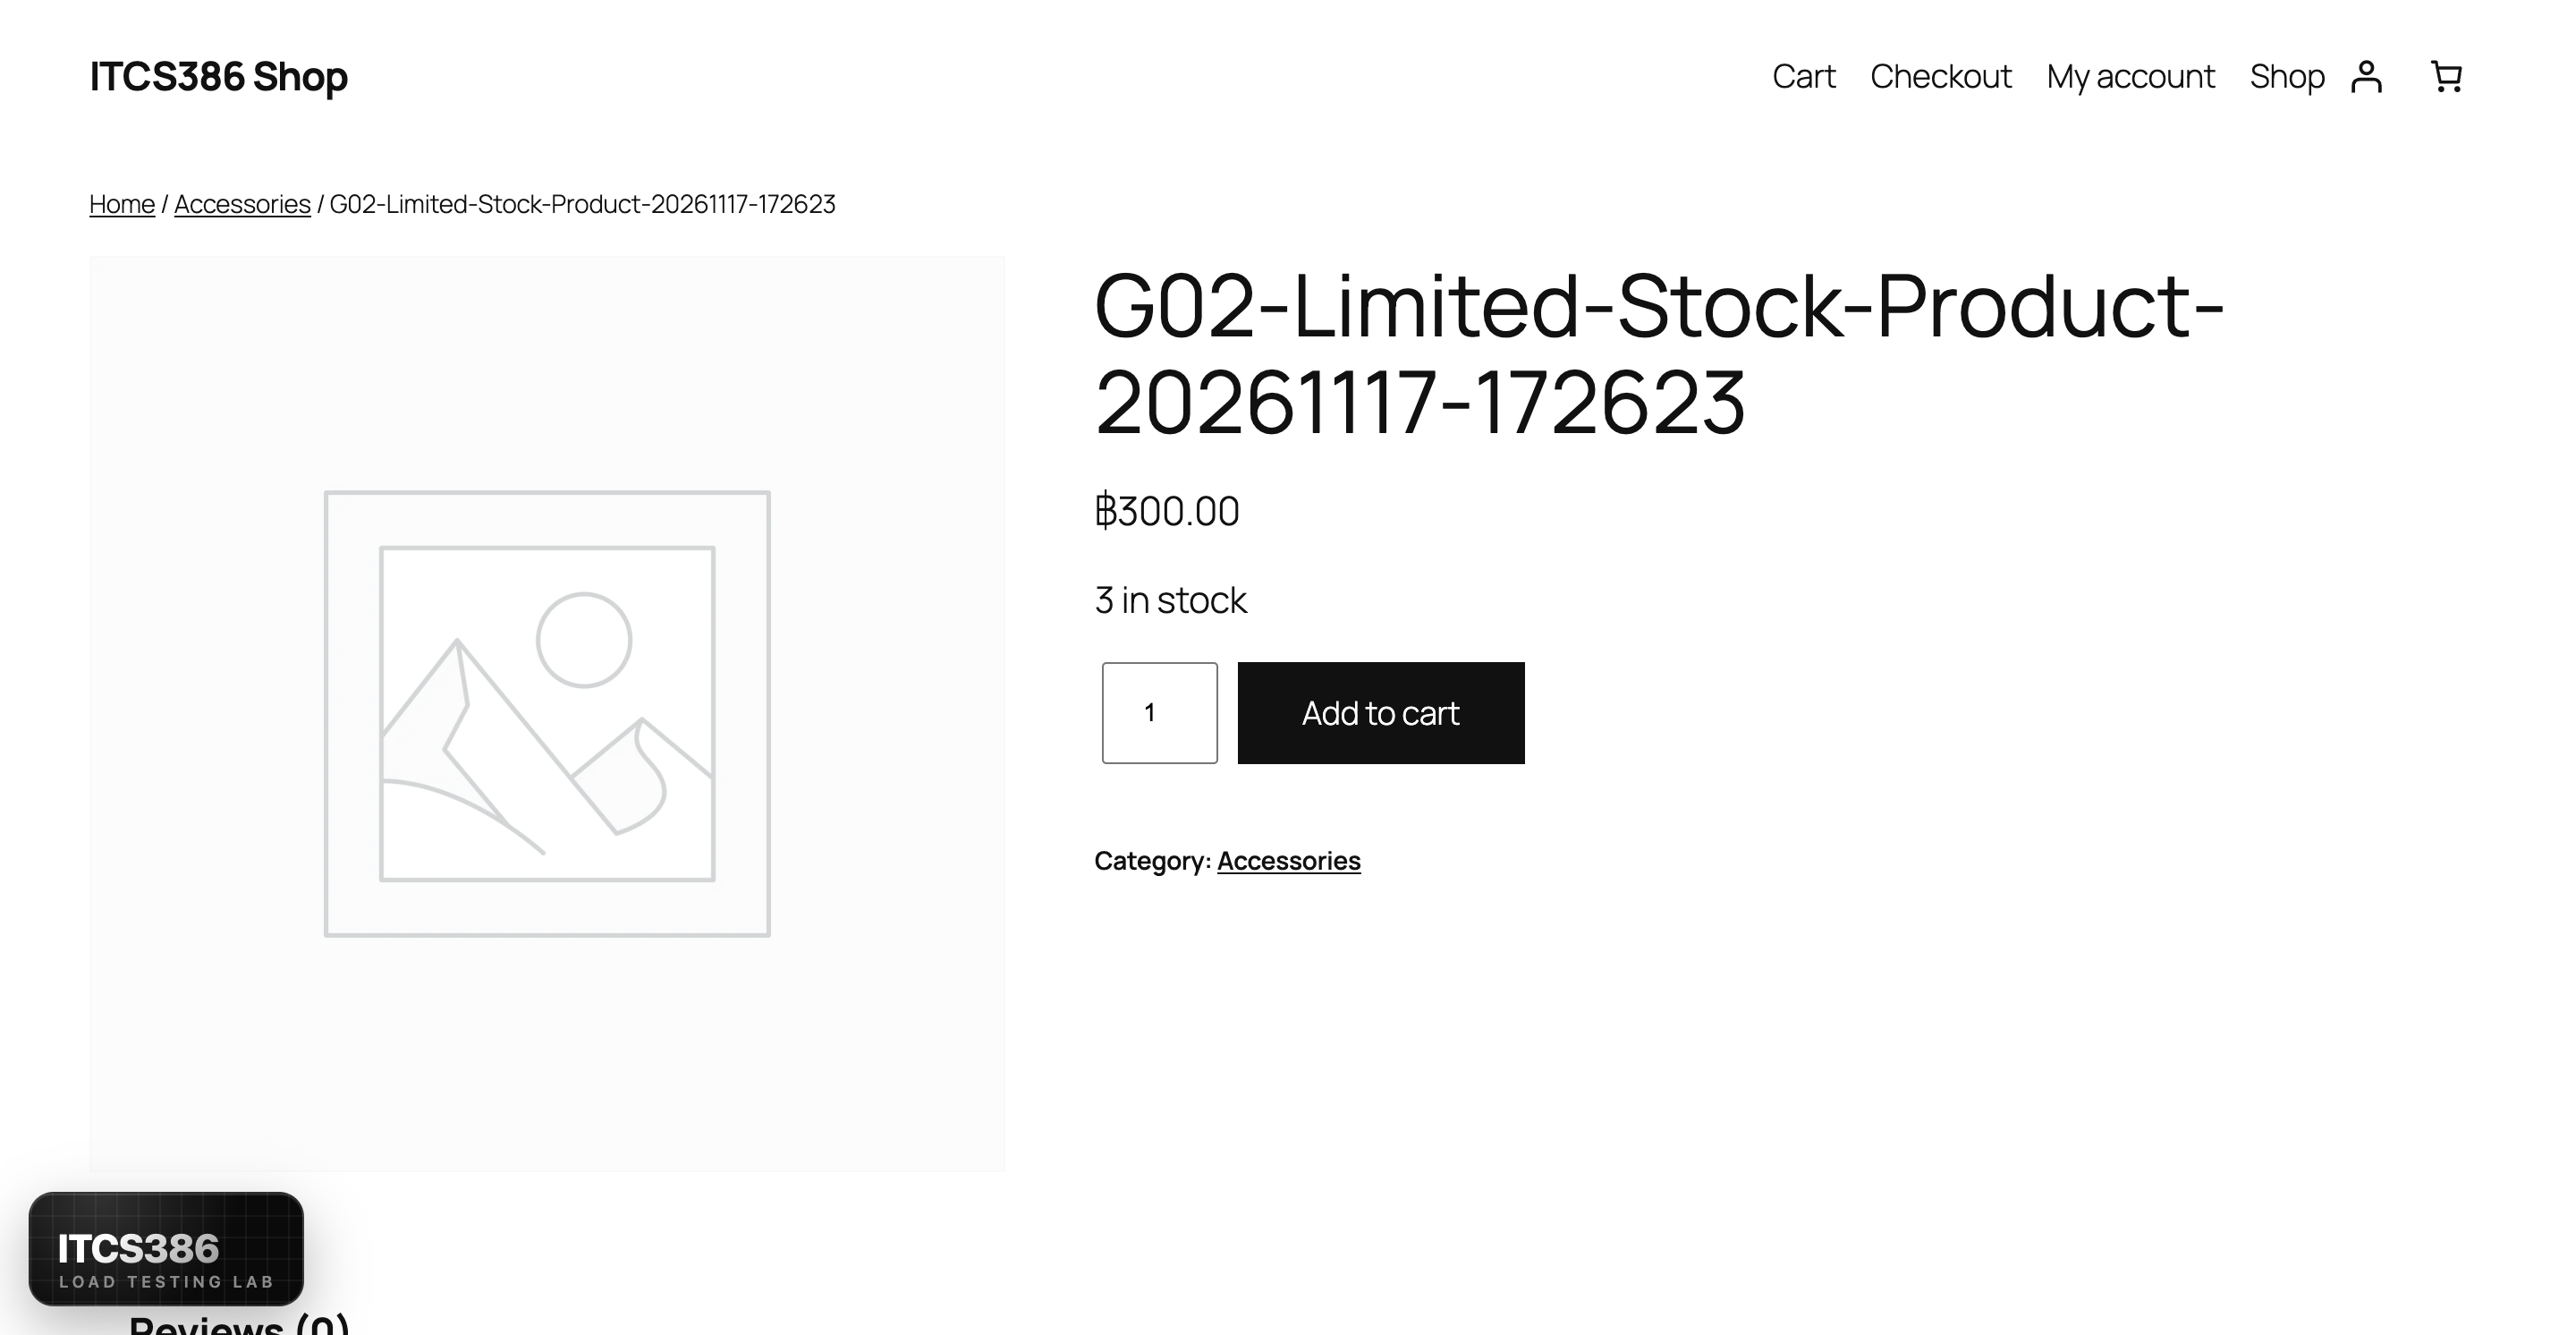 ITCS386 Shop
Cart Checkout My account Shop
Home / Accessories / G02-Limited-Stock-Product-20261117-172623
G02-Limited-Stock-Product-
20261117-172623
฿300.00
3 in stock
1 Add to cart
Category: Accessories
ITCS386
LOAD TESTING LAB
Reviews (0)